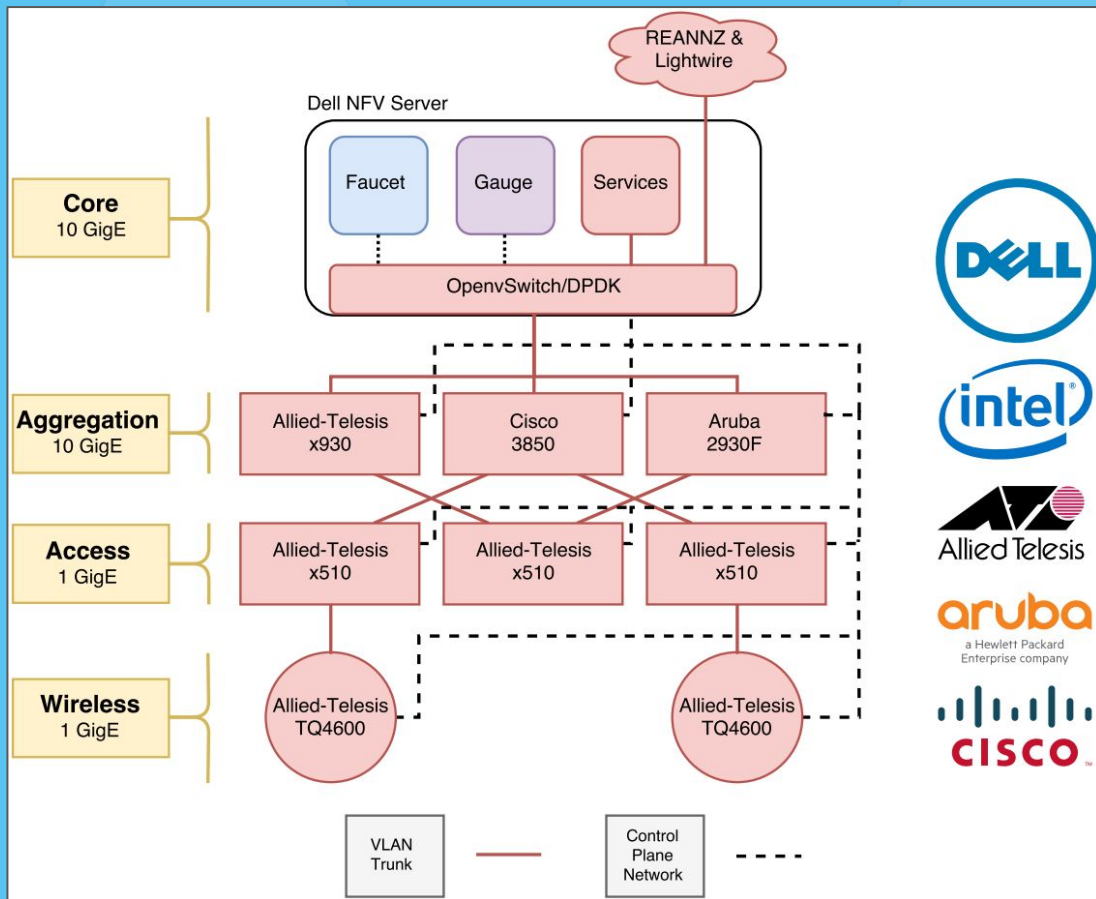 REANNZ &
Lightwire
Dell NFV Server
Faucet
Gauge
Services
OpenvSwitch/DPDK
Core
10 GigE
Aggregation
10 GigE
Allied-Telesis
x930
Cisco
3850
Aruba
2930F
Access
1 GigE
Allied-Telesis
x510
Allied-Telesis
x510
Allied-Telesis
x510
Wireless
1 GigE
Allied-Telesis
TQ4600
Allied-Telesis
TQ4600
VLAN
Trunk
Control
Plane
Network
DELL
intel®
Allied Telesis
aruba
a Hewlett Packard
Enterprise company
CISCO™